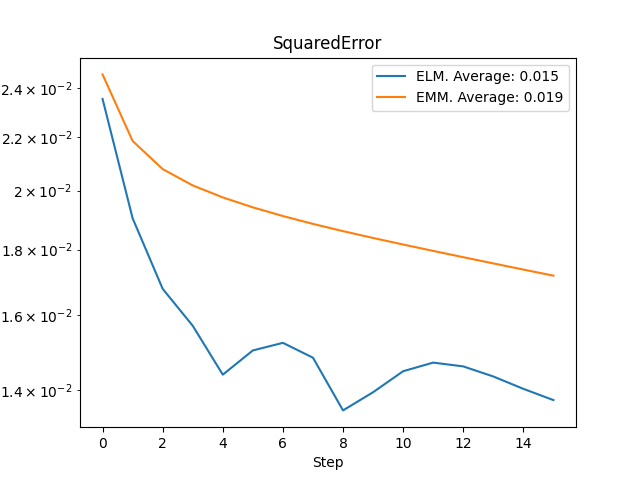 SquaredError
ELM. Average: 0.015
EMM. Average: 0.019
2.4 × 10⁻²
2.2 × 10⁻²
2 × 10⁻²
1.8 × 10⁻²
1.6 × 10⁻²
1.4 × 10⁻²
0 2 4 6 8 10 12 14
Step